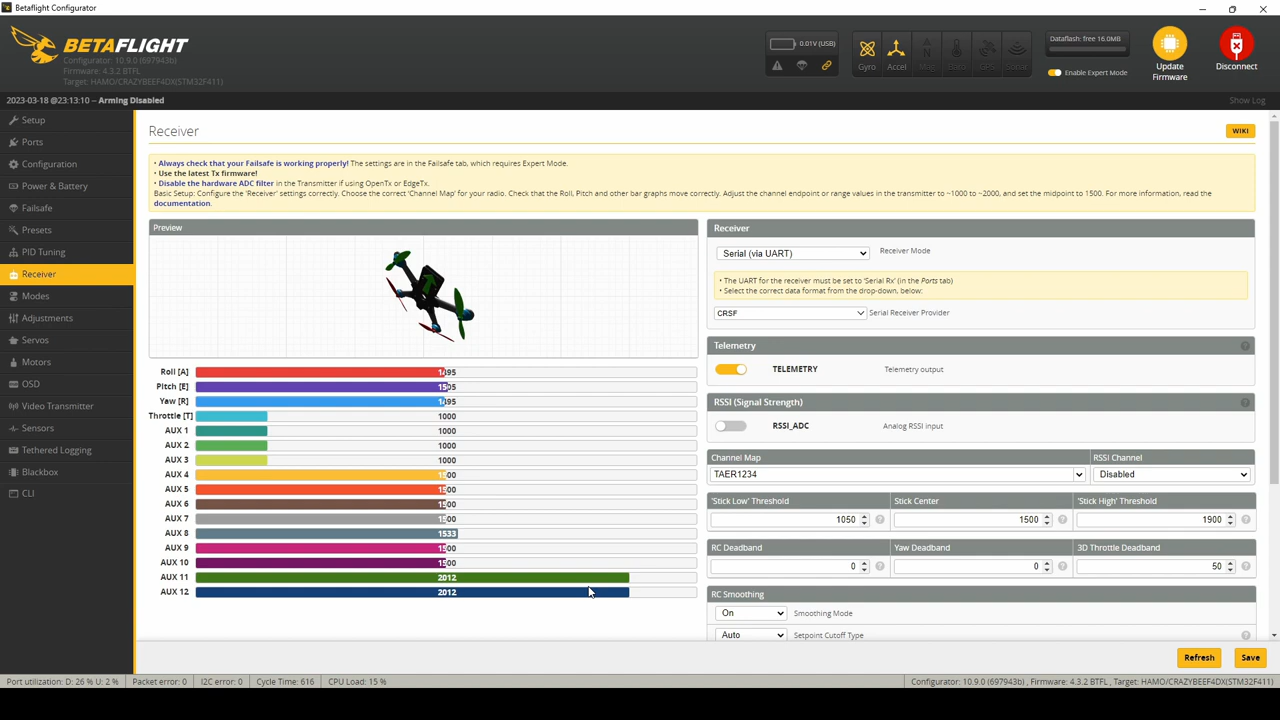 Betaflight Configurator
BETAFLIGHT
Configurator: 10.9.0 (697943b)
Firmware: 4.3.2 BTFL
Target: HAMO/CRAZYBEEF4DX(STM32F411)
0.01V (USB)
Gyro
Accel
Mag
Baro
GPS
Sonar
Dataflash: free 16.0MB
Enable Expert Mode
Update
Firmware
Disconnect
2023-03-18 @23:13:10 -- Arming Disabled
Show Log
Setup
Ports
Configuration
Power & Battery
Failsafe
Presets
PID Tuning
Receiver
Modes
Adjustments
Servos
Motors
OSD
Video Transmitter
Sensors
Tethered Logging
Blackbox
CLI
Receiver
WIKI
• Always check that your Failsafe is working properly! The settings are in the Failsafe tab, which requires Expert Mode.
• Use the latest Tx firmware!
• Disable the hardware ADC filter in the Transmitter if using OpenTx or EdgeTx.
Basic Setup: Configure the 'Receiver' settings correctly. Choose the correct 'Channel Map' for your radio. Check that the Roll, Pitch and other bar graphs move correctly. Adjust the channel endpoint or range values in the transmitter to ~1000 to ~2000, and set the midpoint to 1500. For more information, read the
documentation.
Preview
Roll [A] 1495
Pitch [E] 1505
Yaw [R] 1495
Throttle [T] 1000
AUX 1 1000
AUX 2 1000
AUX 3 1000
AUX 4 1500
AUX 5 1500
AUX 6 1500
AUX 7 1500
AUX 8 1533
AUX 9 1500
AUX 10 1500
AUX 11 2012
AUX 12 2012
Receiver
Serial (via UART) Receiver Mode
• The UART for the receiver must be set to 'Serial Rx' (in the Ports tab)
• Select the correct data format from the drop-down, below:
CRSF Serial Receiver Provider
Telemetry ?
TELEMETRY Telemetry output
RSSI (Signal Strength) ?
RSSI_ADC Analog RSSI input
Channel Map RSSI Channel
TAER1234 Disabled
'Stick Low' Threshold Stick Center 'Stick High' Threshold
1050 ? 1500 ? 1900 ?
RC Deadband Yaw Deadband 3D Throttle Deadband
0 ? 0 ? 50 ?
RC Smoothing
On Smoothing Mode
Auto Setpoint Cutoff Type ?
Refresh Save
Port utilization: D: 26 % U: 2 % Packet error: 0 I2C error: 0 Cycle Time: 616 CPU Load: 15 % Configurator: 10.9.0 (697943b) , Firmware: 4.3.2 BTFL , Target: HAMO/CRAZYBEEF4DX(STM32F411)